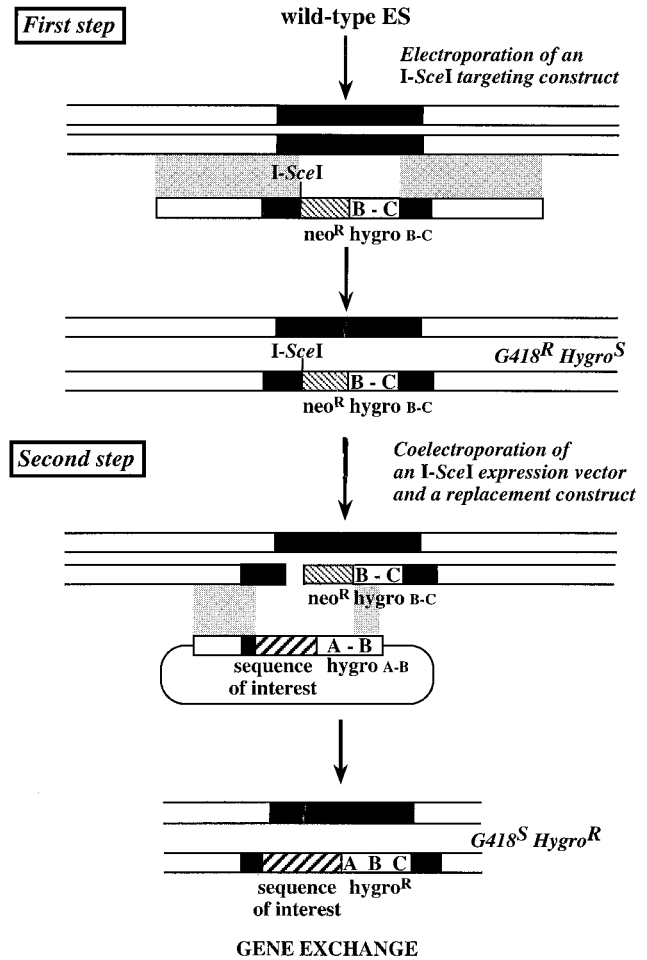 First step
wild-type ES
Electroporation of an
I-SceI targeting construct
I-SceI
B - C
neoR hygro B-C
I-SceI
G418R HygroS
B - C
neoR hygro B-C
Second step
Coelectroporation of
an I-SceI expression vector
and a replacement construct
B - C
neoR hygro B-C
A - B
sequence hygro A-B
of interest
G418S HygroR
A B C
sequence hygroR
of interest
GENE EXCHANGE